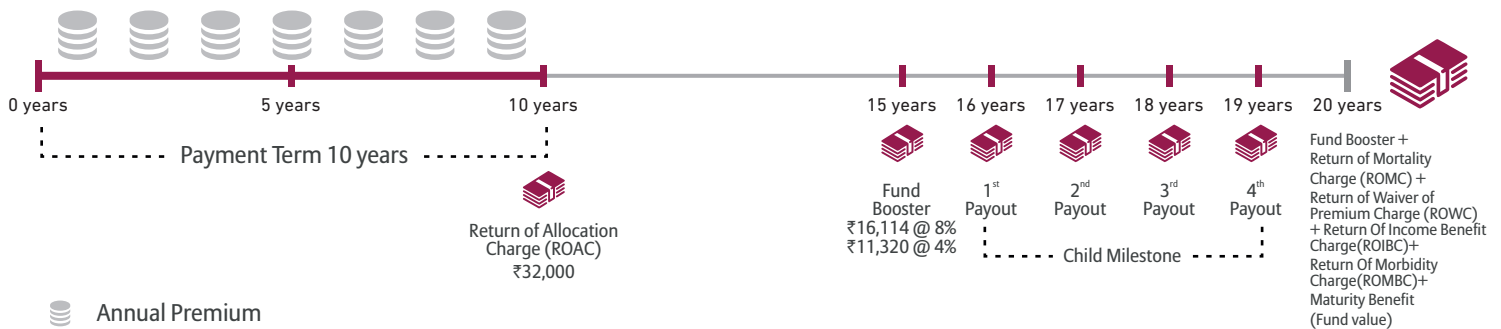 0 years
5 years
10 years
15 years
16 years
17 years
18 years
19 years
20 years
Payment Term 10 years
Return of Allocation
Charge (ROAC)
₹32,000
Fund
Booster
₹16,114 @ 8%
₹11,320 @ 4%
1st
Payout
2nd
Payout
3rd
Payout
4th
Payout
Child Milestone
Fund Booster +
Return of Mortality
Charge (ROMC) +
Return of Waiver of
Premium Charge (ROWC)
+ Return Of Income Benefit
Charge(ROIBC)+
Return Of Morbidity
Charge(ROMBC)+
Maturity Benefit
(Fund value)
Annual Premium